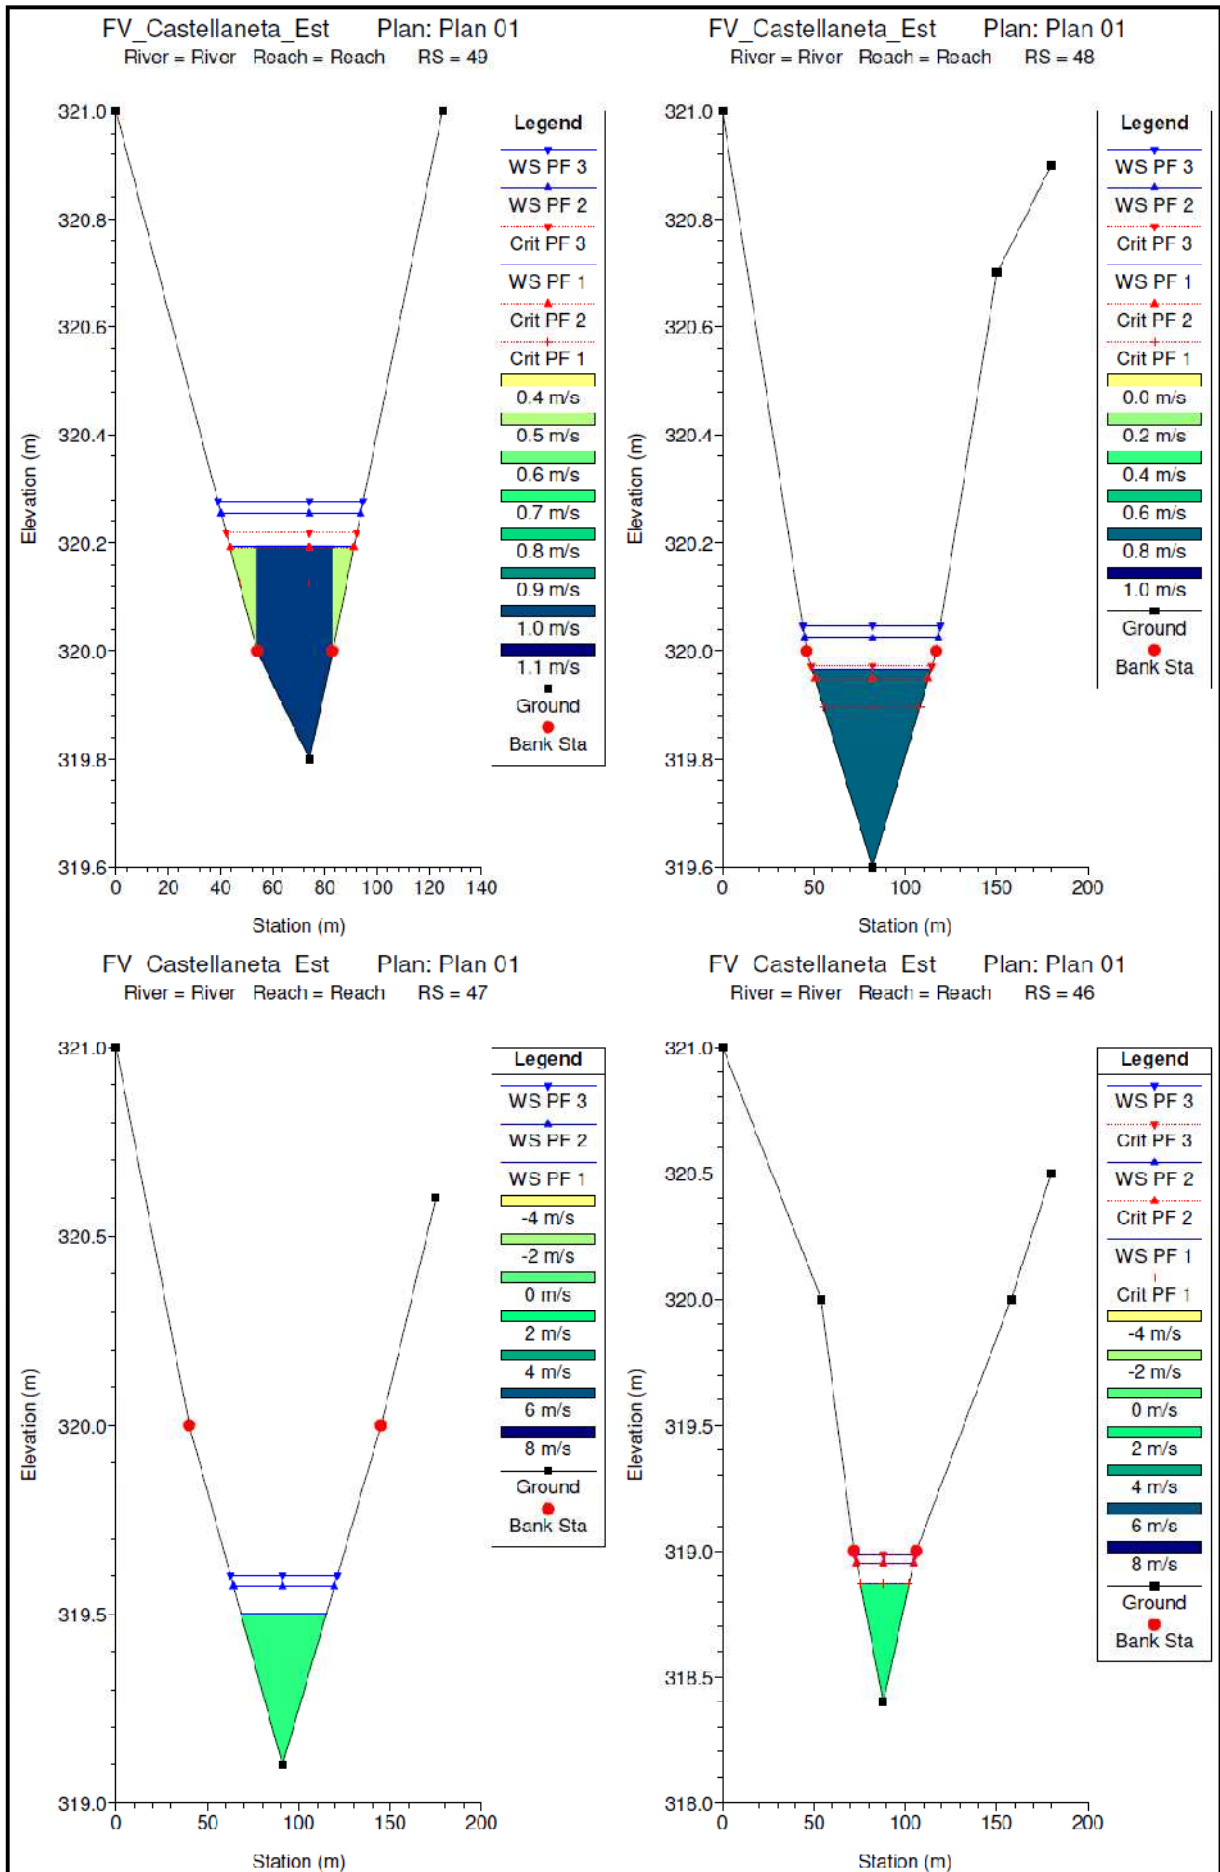 FV_Castellaneta_Est Plan: Plan 01
River = River Reach = Reach RS = 49
321.0
320.8
320.6
320.4
320.2
320.0
319.8
319.6
Elevation (m)
0 20 40 60 80 100 120 140
Station (m)
Legend
WS PF 3
WS PF 2
Crit PF 3
WS PF 1
Crit PF 2
Crit PF 1
0.4 m/s
0.5 m/s
0.6 m/s
0.7 m/s
0.8 m/s
0.9 m/s
1.0 m/s
1.1 m/s
Ground
Bank Sta
FV_Castellaneta_Est Plan: Plan 01
River = River Reach = Reach RS = 48
321.0
320.8
320.6
320.4
320.2
320.0
319.8
319.6
Elevation (m)
0 50 100 150 200
Station (m)
Legend
WS PF 3
WS PF 2
Crit PF 3
WS PF 1
Crit PF 2
Crit PF 1
0.0 m/s
0.2 m/s
0.4 m/s
0.6 m/s
0.8 m/s
1.0 m/s
Ground
Bank Sta
FV Castellaneta Est Plan: Plan 01
River = River Reach = Reach RS = 47
321.0
320.5
320.0
319.5
319.0
Elevation (m)
0 50 100 150 200
Station (m)
Legend
WS PF 3
WS PF 2
WS PF 1
-4 m/s
-2 m/s
0 m/s
2 m/s
4 m/s
6 m/s
8 m/s
Ground
Bank Sta
FV Castellaneta Est Plan: Plan 01
River = River Reach = Reach RS = 46
321.0
320.5
320.0
319.5
319.0
318.5
318.0
Elevation (m)
0 50 100 150 200
Station (m)
Legend
WS PF 3
Crit PF 3
WS PF 2
Crit PF 2
WS PF 1
Crit PF 1
-4 m/s
-2 m/s
0 m/s
2 m/s
4 m/s
6 m/s
8 m/s
Ground
Bank Sta